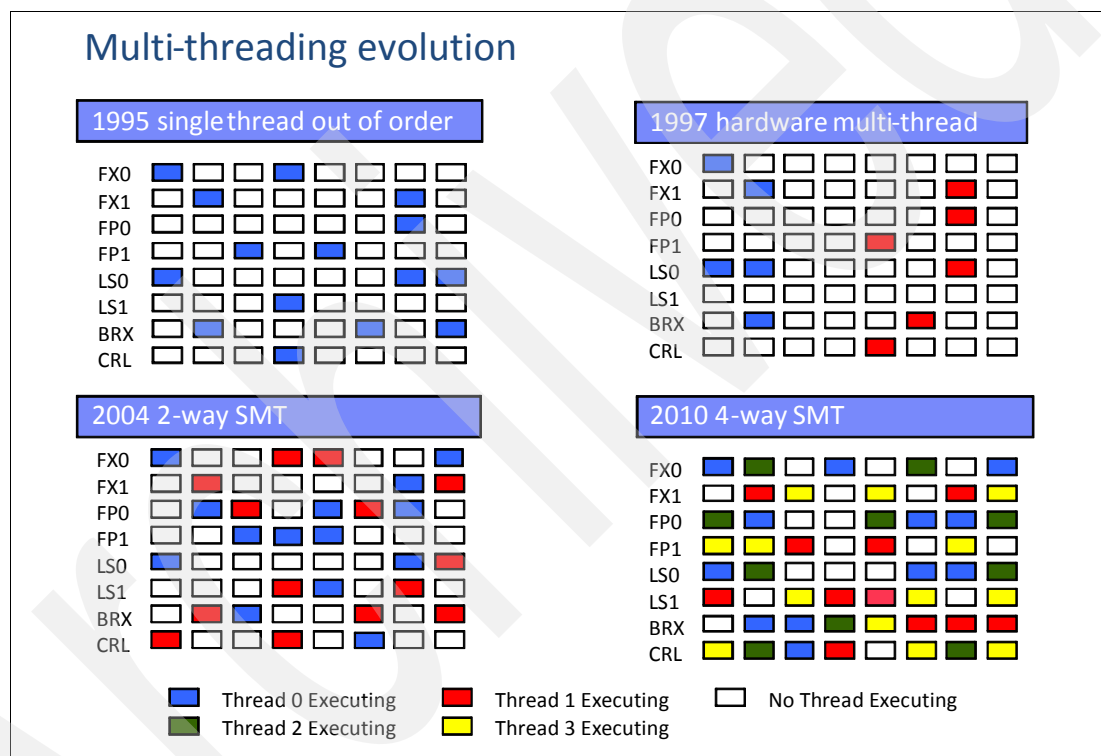 Multi-threading evolution
1995 single thread out of order
FX0
FX1
FP0
FP1
LS0
LS1
BRX
CRL
1997 hardware multi-thread
FX0
FX1
FP0
FP1
LS0
LS1
BRX
CRL
2004 2-way SMT
FX0
FX1
FP0
FP1
LS0
LS1
BRX
CRL
2010 4-way SMT
FX0
FX1
FP0
FP1
LS0
LS1
BRX
CRL
Thread 0 Executing
Thread 1 Executing
No Thread Executing
Thread 2 Executing
Thread 3 Executing